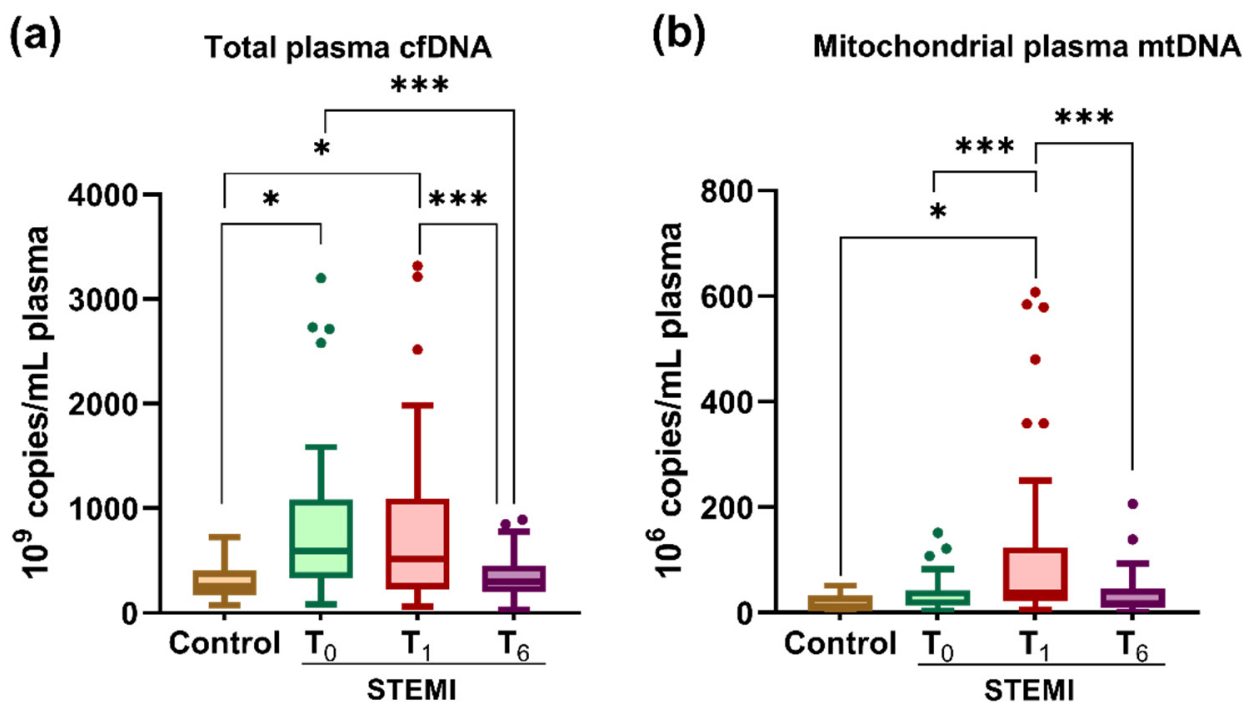 (a)
Total plasma cfDNA
***
*
*
***
4000
3000
2000
1000
0
10⁹ copies/mL plasma
Control T₀ T₁ T₆
STEMI
(b)
Mitochondrial plasma mtDNA
***
***
*
800
600
400
200
0
10⁶ copies/mL plasma
Control T₀ T₁ T₆
STEMI